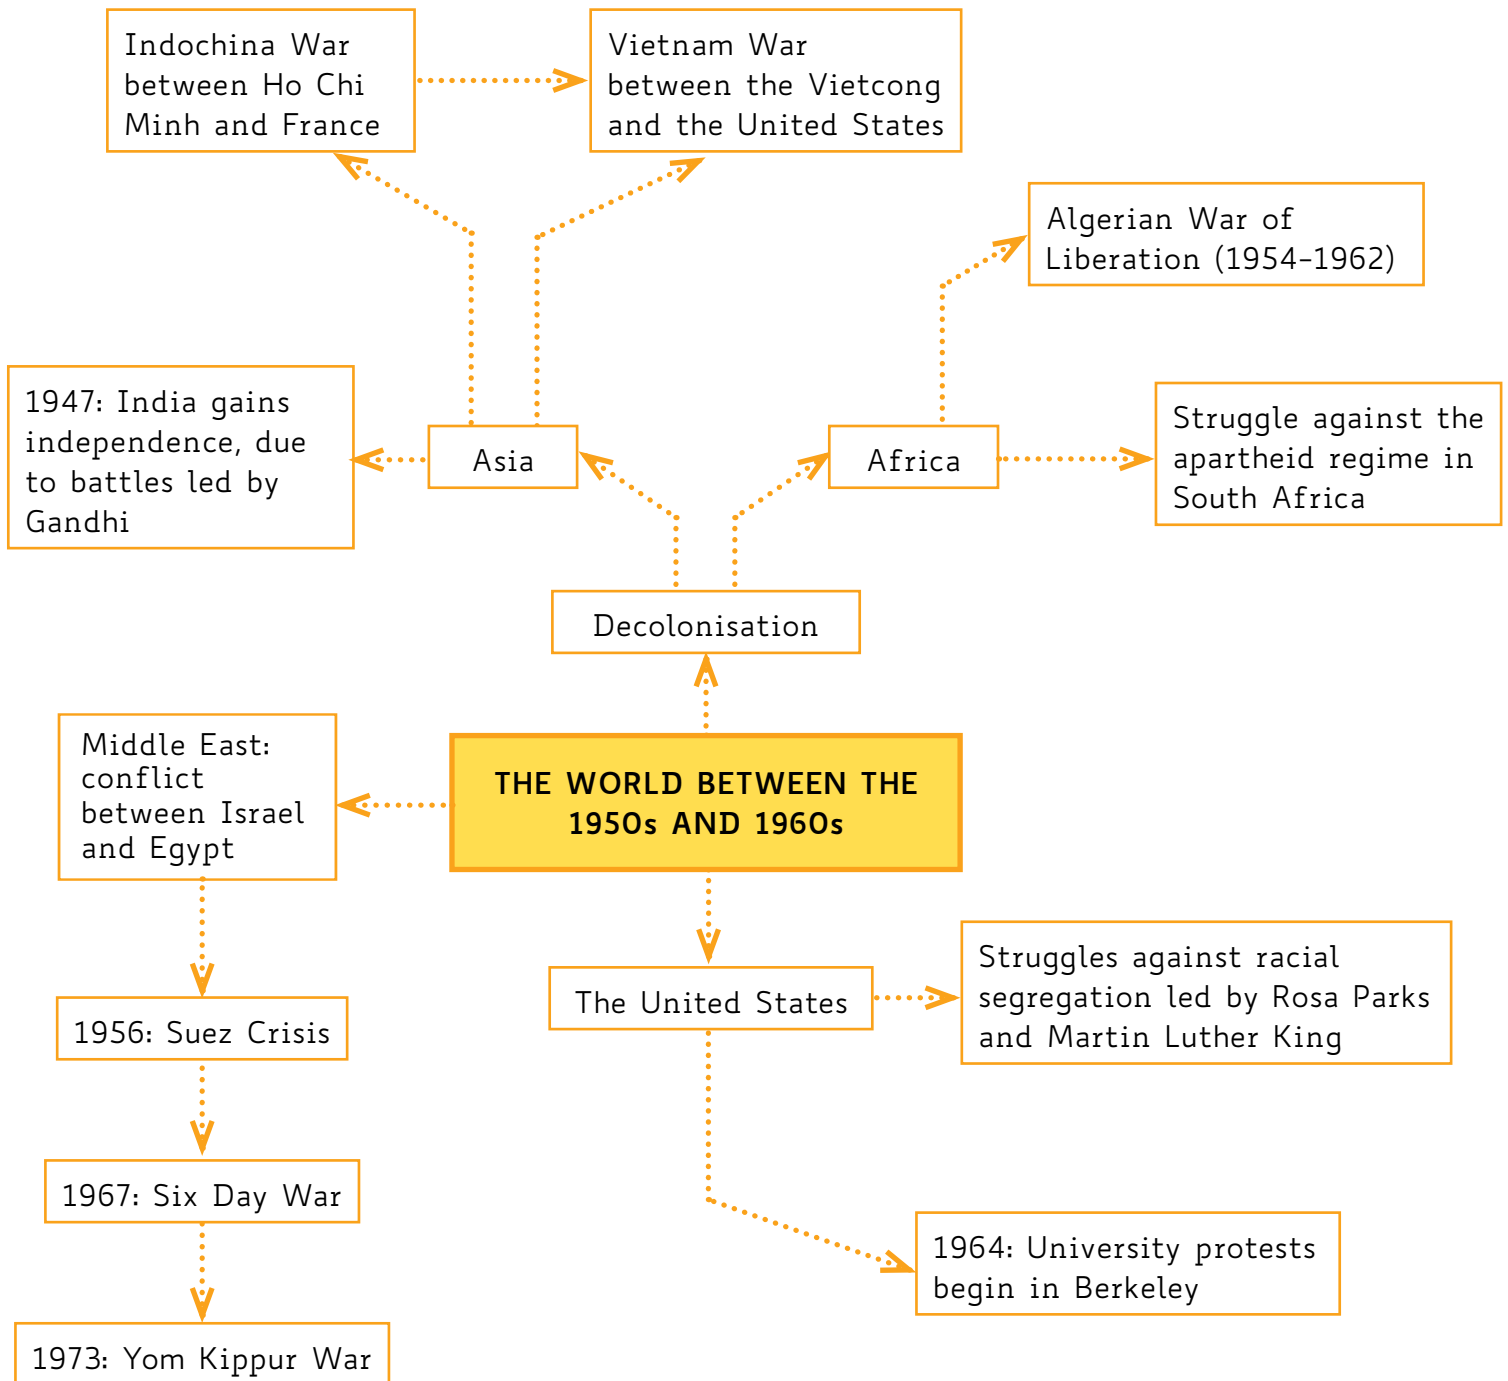 Indochina War
between Ho Chi
Minh and France
Vietnam War
between the Vietcong
and the United States
Algerian War of
Liberation (1954–1962)
1947: India gains
independence, due
to battles led by
Gandhi
Asia
Africa
Struggle against the
apartheid regime in
South Africa
Decolonisation
Middle East:
conflict
between Israel
and Egypt
THE WORLD BETWEEN THE
1950s AND 1960s
The United States
Struggles against racial
segregation led by Rosa Parks
and Martin Luther King
1956: Suez Crisis
1967: Six Day War
1964: University protests
begin in Berkeley
1973: Yom Kippur War